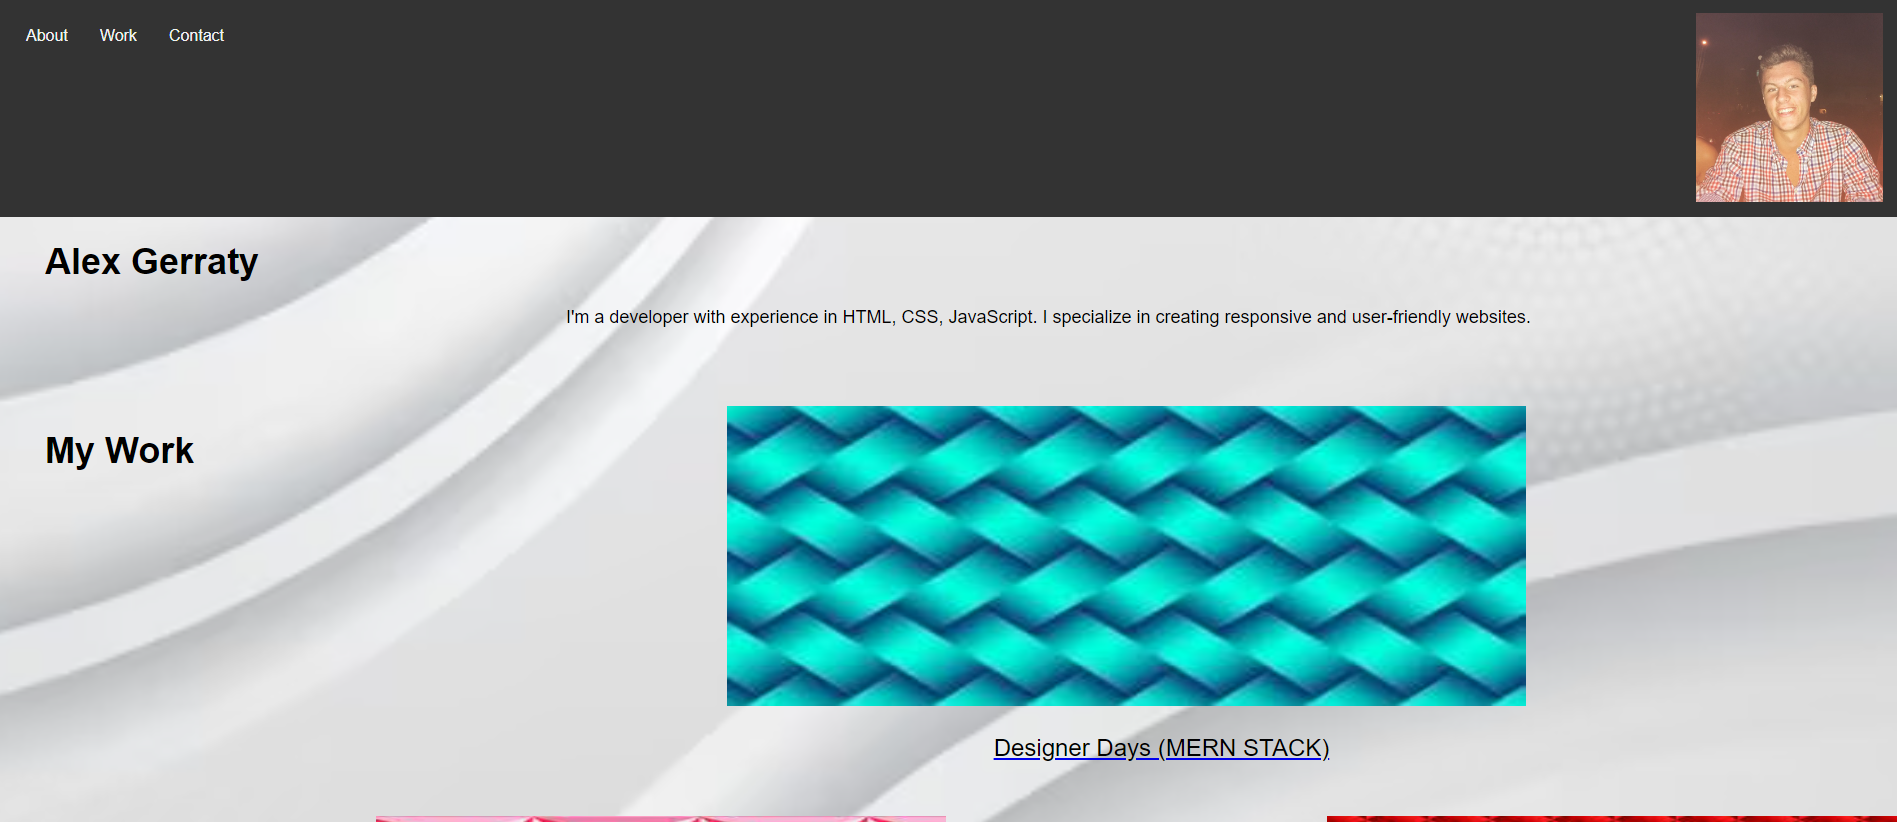 About Work Contact
Alex Gerraty
I'm a developer with experience in HTML, CSS, JavaScript. I specialize in creating responsive and user-friendly websites.
My Work
Designer Days (MERN STACK)